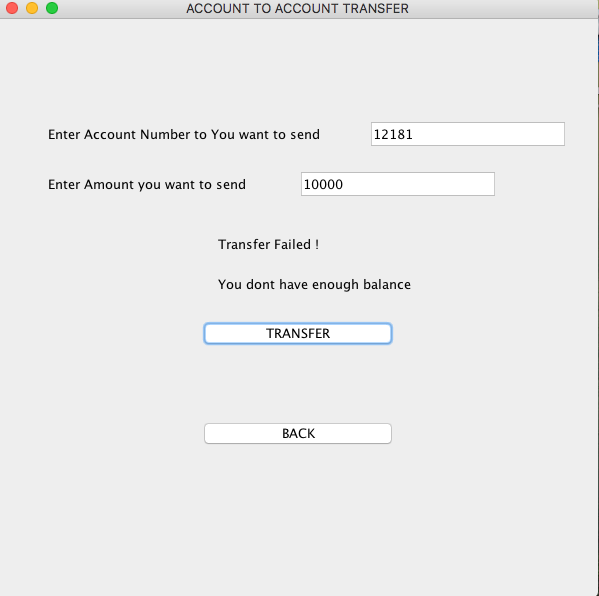 ACCOUNT TO ACCOUNT TRANSFER
Enter Account Number to You want to send 12181
Enter Amount you want to send 10000
Transfer Failed !
You dont have enough balance
TRANSFER
BACK